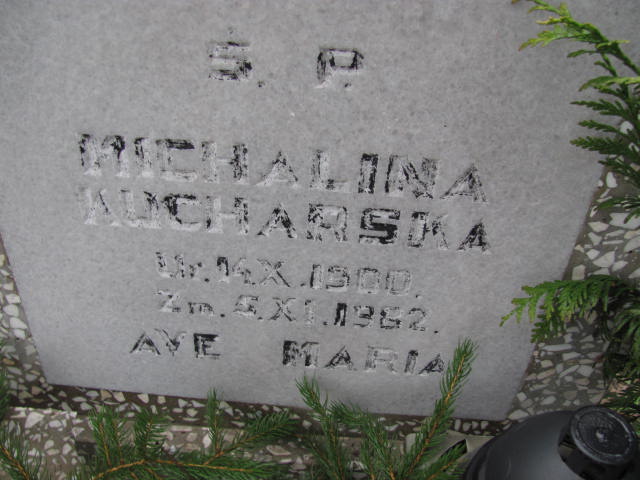 Ś. P.
MICHALINA
KUCHARSKA
Ur. 14.X.1900.
Zm. 5.XI.1982.
AVE MARIA